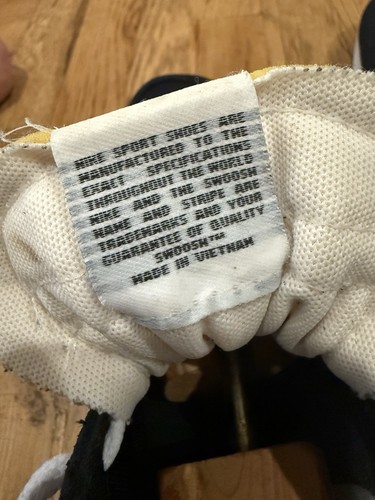 NIKE SPORT SHOES ARE
MANUFACTURED TO THE
EXACT SPECIFICATIONS
THROUGHOUT THE WORLD
NIKE AND THE SWOOSH
NAME AND STRIPE ARE
TRADEMARKS AND YOUR
GUARANTEE OF QUALITY
SWOOSH™
MADE IN VIETNAM